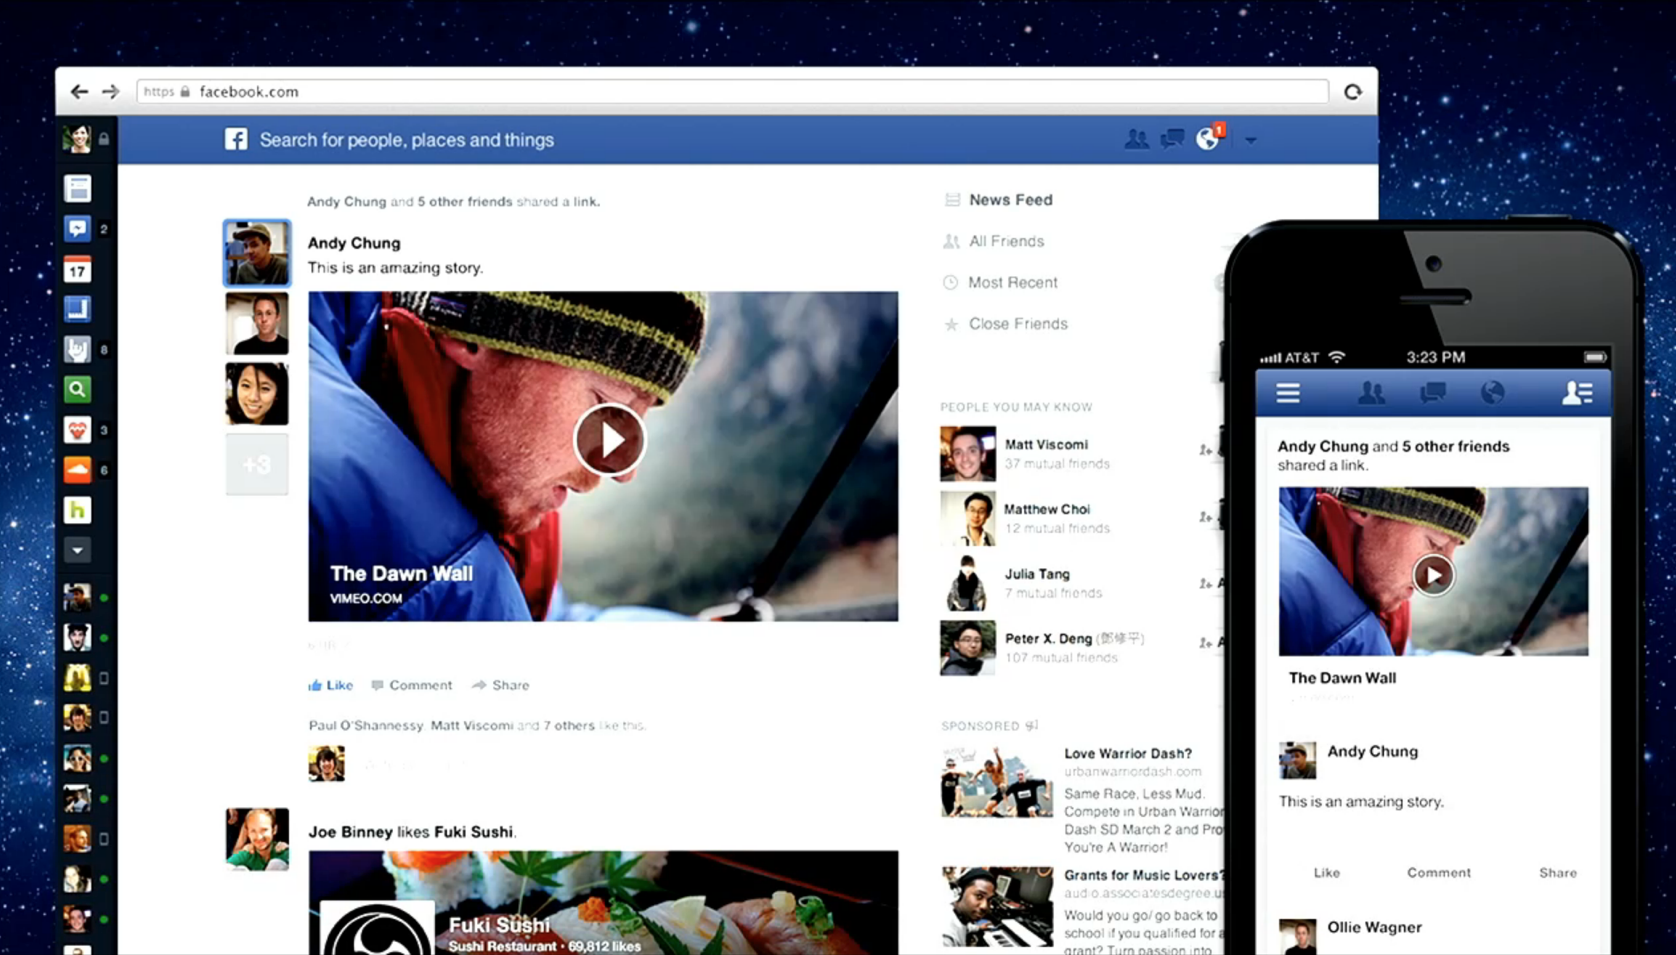 https facebook.com
Search for people, places and things
1
2
17
8
3
6
h
Andy Chung and 5 other friends shared a link.
Andy Chung
This is an amazing story.
+3
The Dawn Wall
VIMEO.COM
Like Comment Share
Paul O'Shannessy, Matt Viscomi and 7 others like this.
Joe Binney likes Fuki Sushi.
Fuki Sushi
Sushi Restaurant • 69,812 likes
News Feed
All Friends
Most Recent
Close Friends
PEOPLE YOU MAY KNOW
Matt Viscomi
37 mutual friends
Matthew Choi
12 mutual friends
Julia Tang
7 mutual friends
Peter X. Deng (鄧修平)
107 mutual friends
SPONSORED
Love Warrior Dash?
urbanwarriordash.com
Same Race, Less Mud.
Compete in Urban Warrior
Dash SD March 2 and Pro
You're A Warrior!
Grants for Music Lovers?
audio.associatesdegree.u
Would you go/ go back to
school if you qualified for a
grant? Turn passion into
AT&T 3:23 PM
Andy Chung and 5 other friends
shared a link.
The Dawn Wall
Andy Chung
This is an amazing story.
Like Comment Share
Ollie Wagner